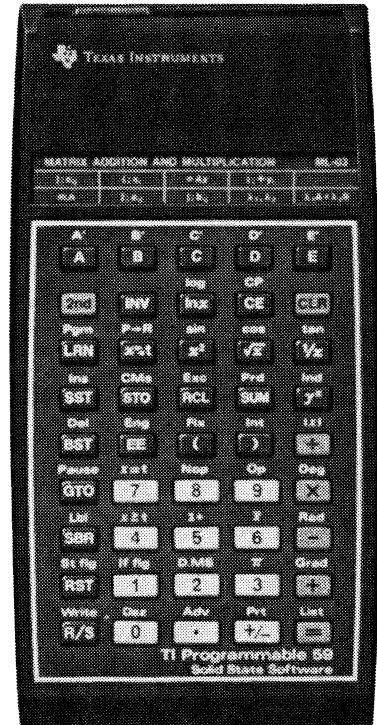 TEXAS INSTRUMENTS
MATRIX ADDITION AND MULTIPLICATION ML-03
A' B' C' D' E'
A B C D E
log CP
2nd INV lnx CE CLR
Pgm P→R sin cos tan
LRN x⇄t x² √x 1/x
Ins CMs Exc Prd Ind
SST STO RCL SUM yˣ
Del Eng Fix Int |x|
BST EE ( ) ÷
Pause x=t Nop Op Deg
GTO 7 8 9 ×
Lbl x≥t Σ+ x̄ Rad
SBR 4 5 6 −
St flg If flg D.MS π Grad
RST 1 2 3 +
Write Dsz Adv Prt List
R/S 0 . +/− =
TI Programmable 59
Solid State Software